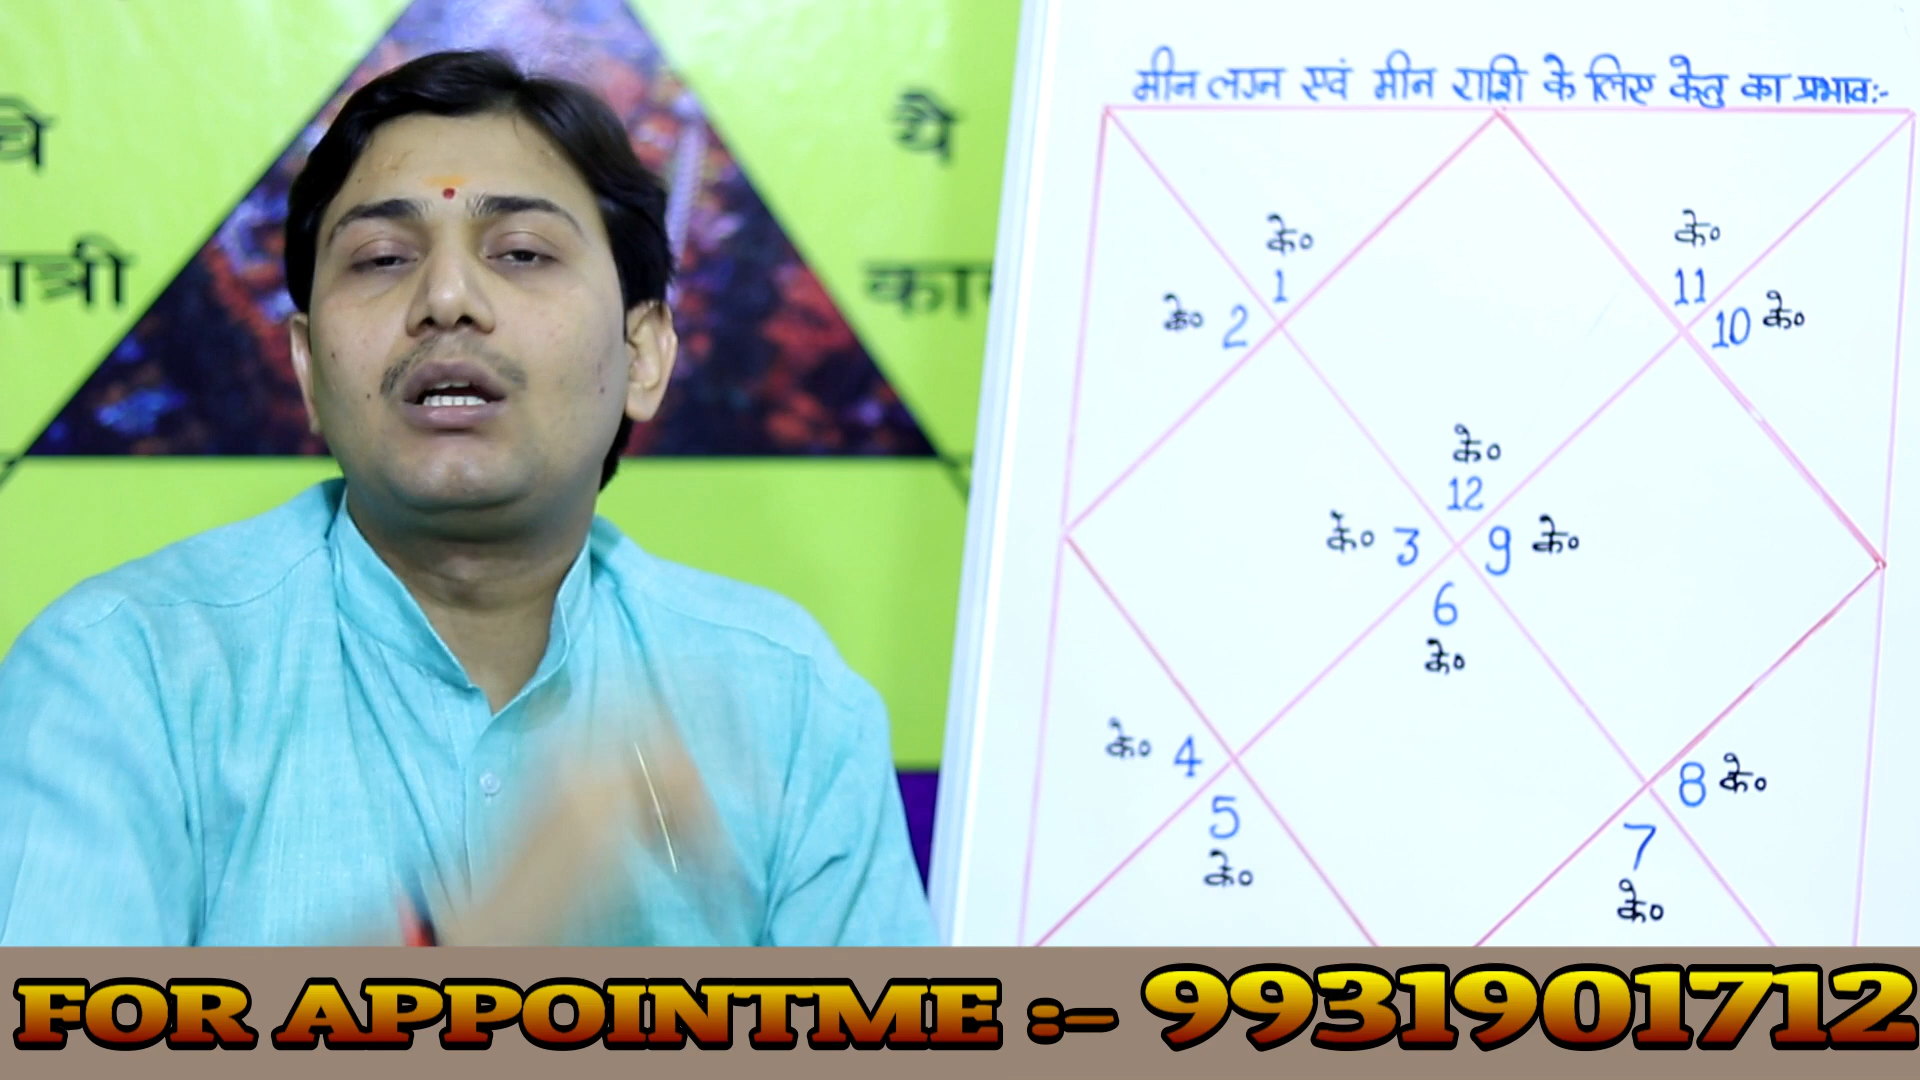 मीन लग्न एवं मीन राशि के लिए केतु का प्रभाव:-
थै
रात्री
के० 1
के० 2
के० 11
10 के०
के० 12
के० 3
9 के०
6 के०
के० 4
5 के०
8 के०
7 के०
FOR APPOINTME :- 9931901712